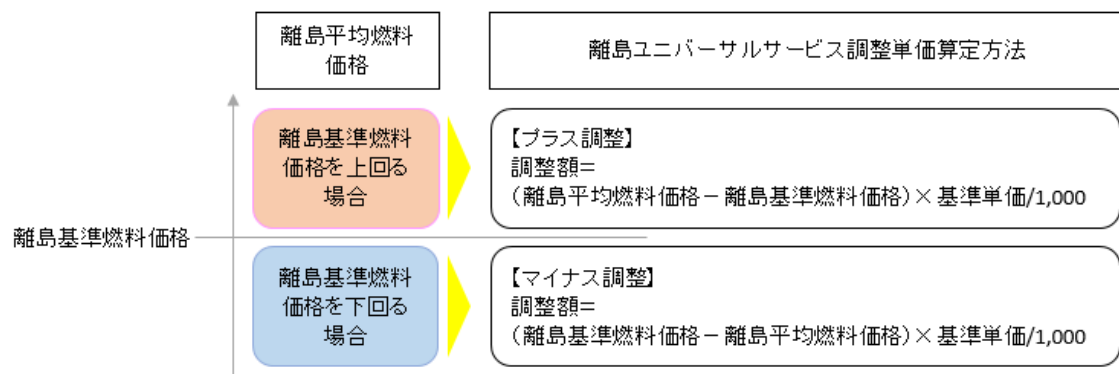 離島平均燃料
価格
離島ユニバーサルサービス調整単価算定方法
離島基準燃料
価格を上回る
場合
【プラス調整】
調整額＝
(離島平均燃料価格－離島基準燃料価格)×基準単価/1,000
離島基準燃料価格
離島基準燃料
価格を下回る
場合
【マイナス調整】
調整額＝
(離島基準燃料価格－離島平均燃料価格)×基準単価/1,000